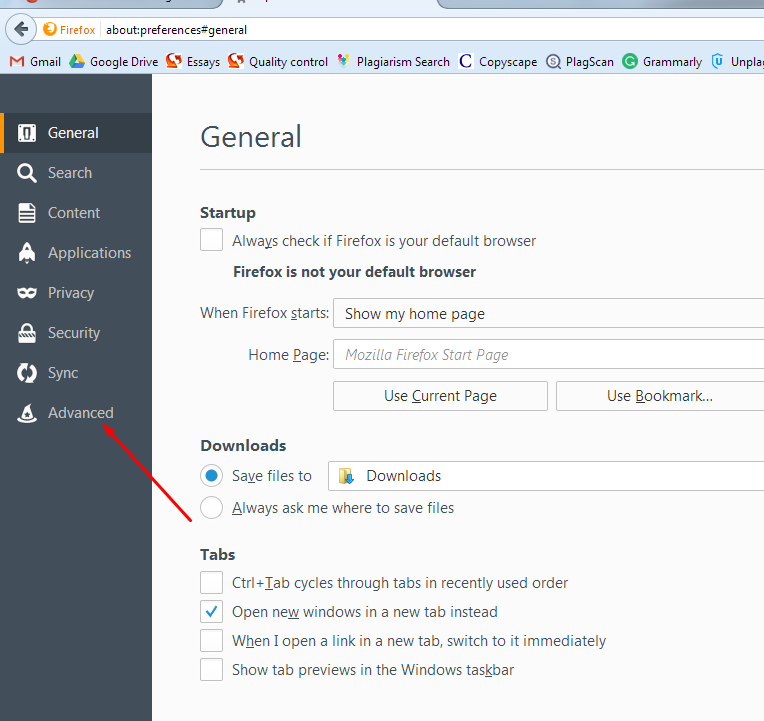 Firefox about:preferences#general
Gmail Google Drive Essays Quality control Plagiarism Search Copyscape PlagScan Grammarly Unplag
General
Search
Content
Applications
Privacy
Security
Sync
Advanced
General
Startup
Always check if Firefox is your default browser
Firefox is not your default browser
When Firefox starts: Show my home page
Home Page: Mozilla Firefox Start Page
Use Current Page Use Bookmark...
Downloads
Save files to Downloads
Always ask me where to save files
Tabs
Ctrl+Tab cycles through tabs in recently used order
Open new windows in a new tab instead
When I open a link in a new tab, switch to it immediately
Show tab previews in the Windows taskbar